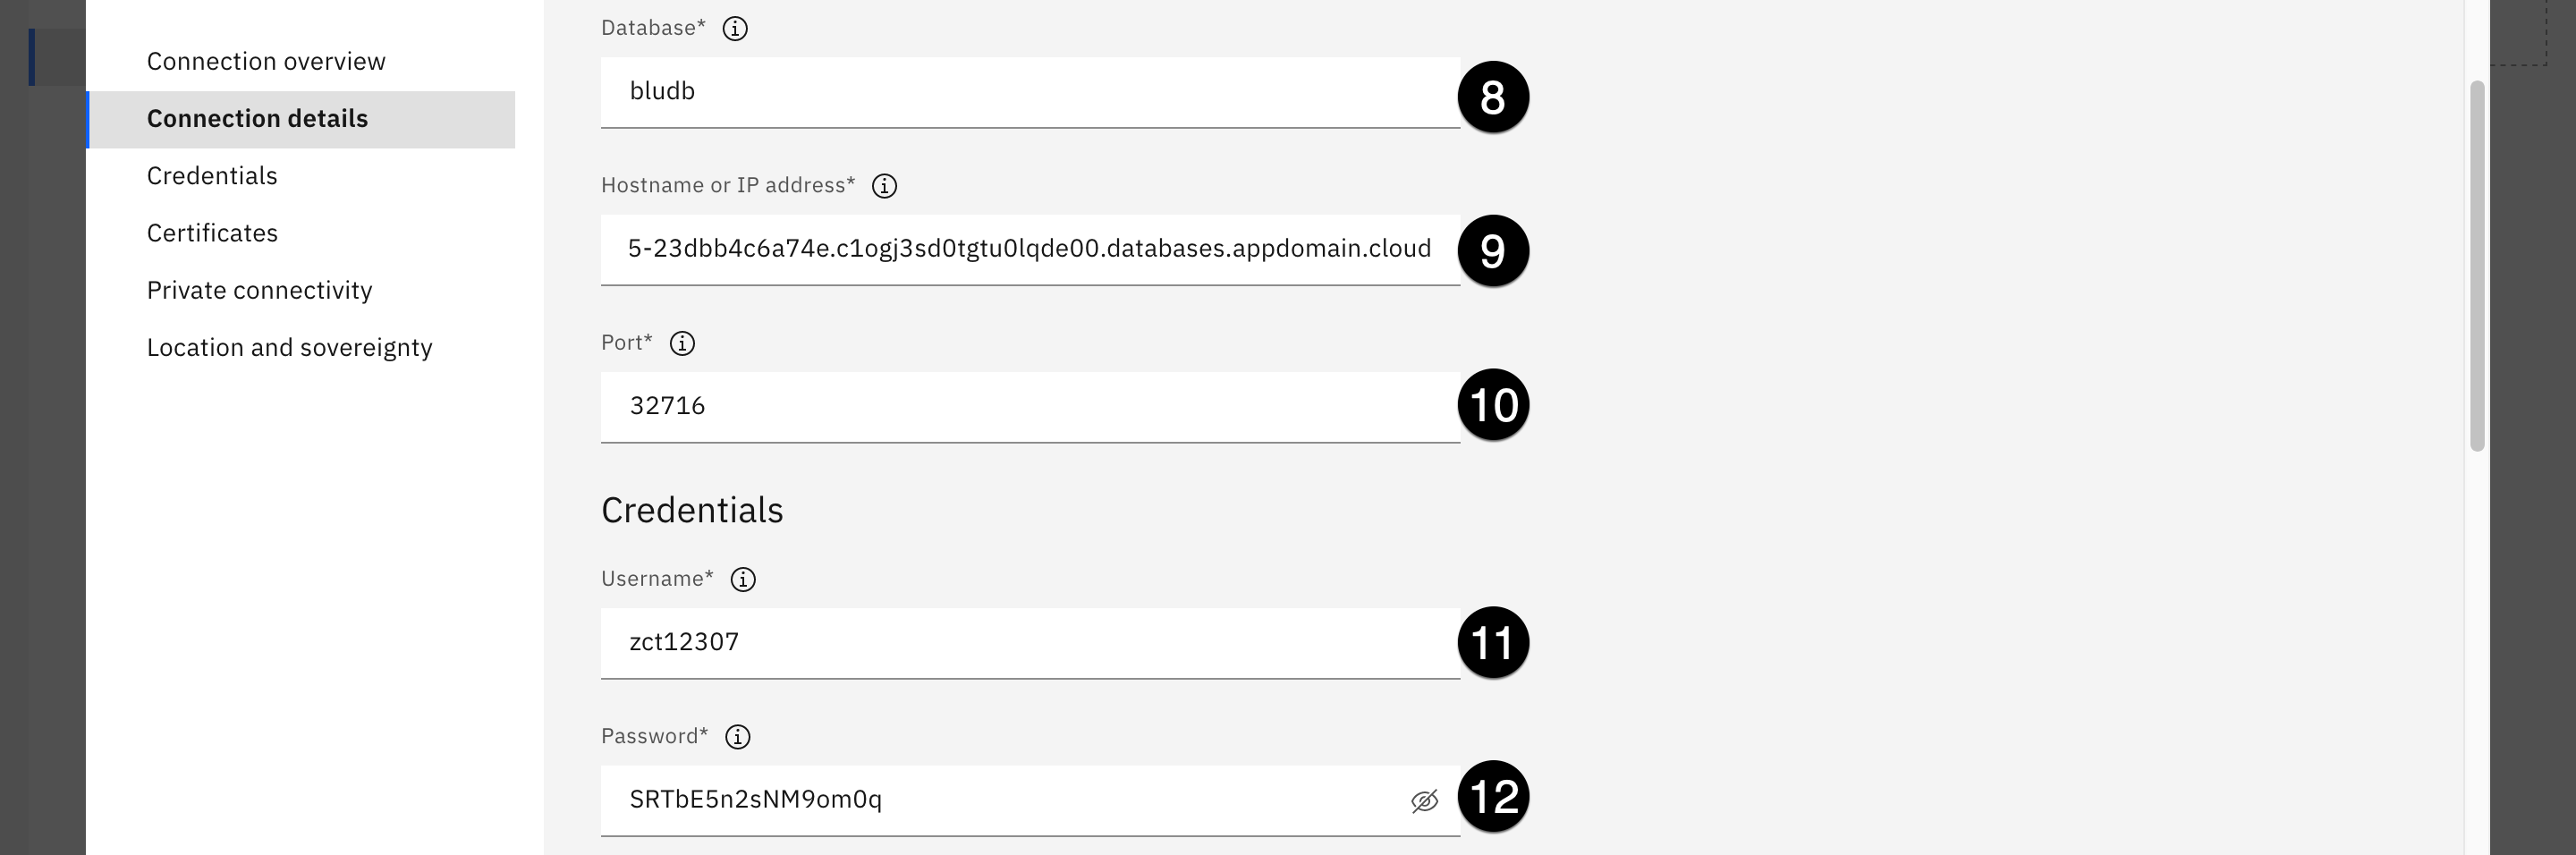 Connection overview
Connection details
Credentials
Certificates
Private connectivity
Location and sovereignty
Database*
bludb
8
Hostname or IP address*
5-23dbb4c6a74e.c1ogj3sd0tgtu0lqde00.databases.appdomain.cloud
9
Port*
32716
10
Credentials
Username*
zct12307
11
Password*
SRTbE5n2sNM9om0q
12